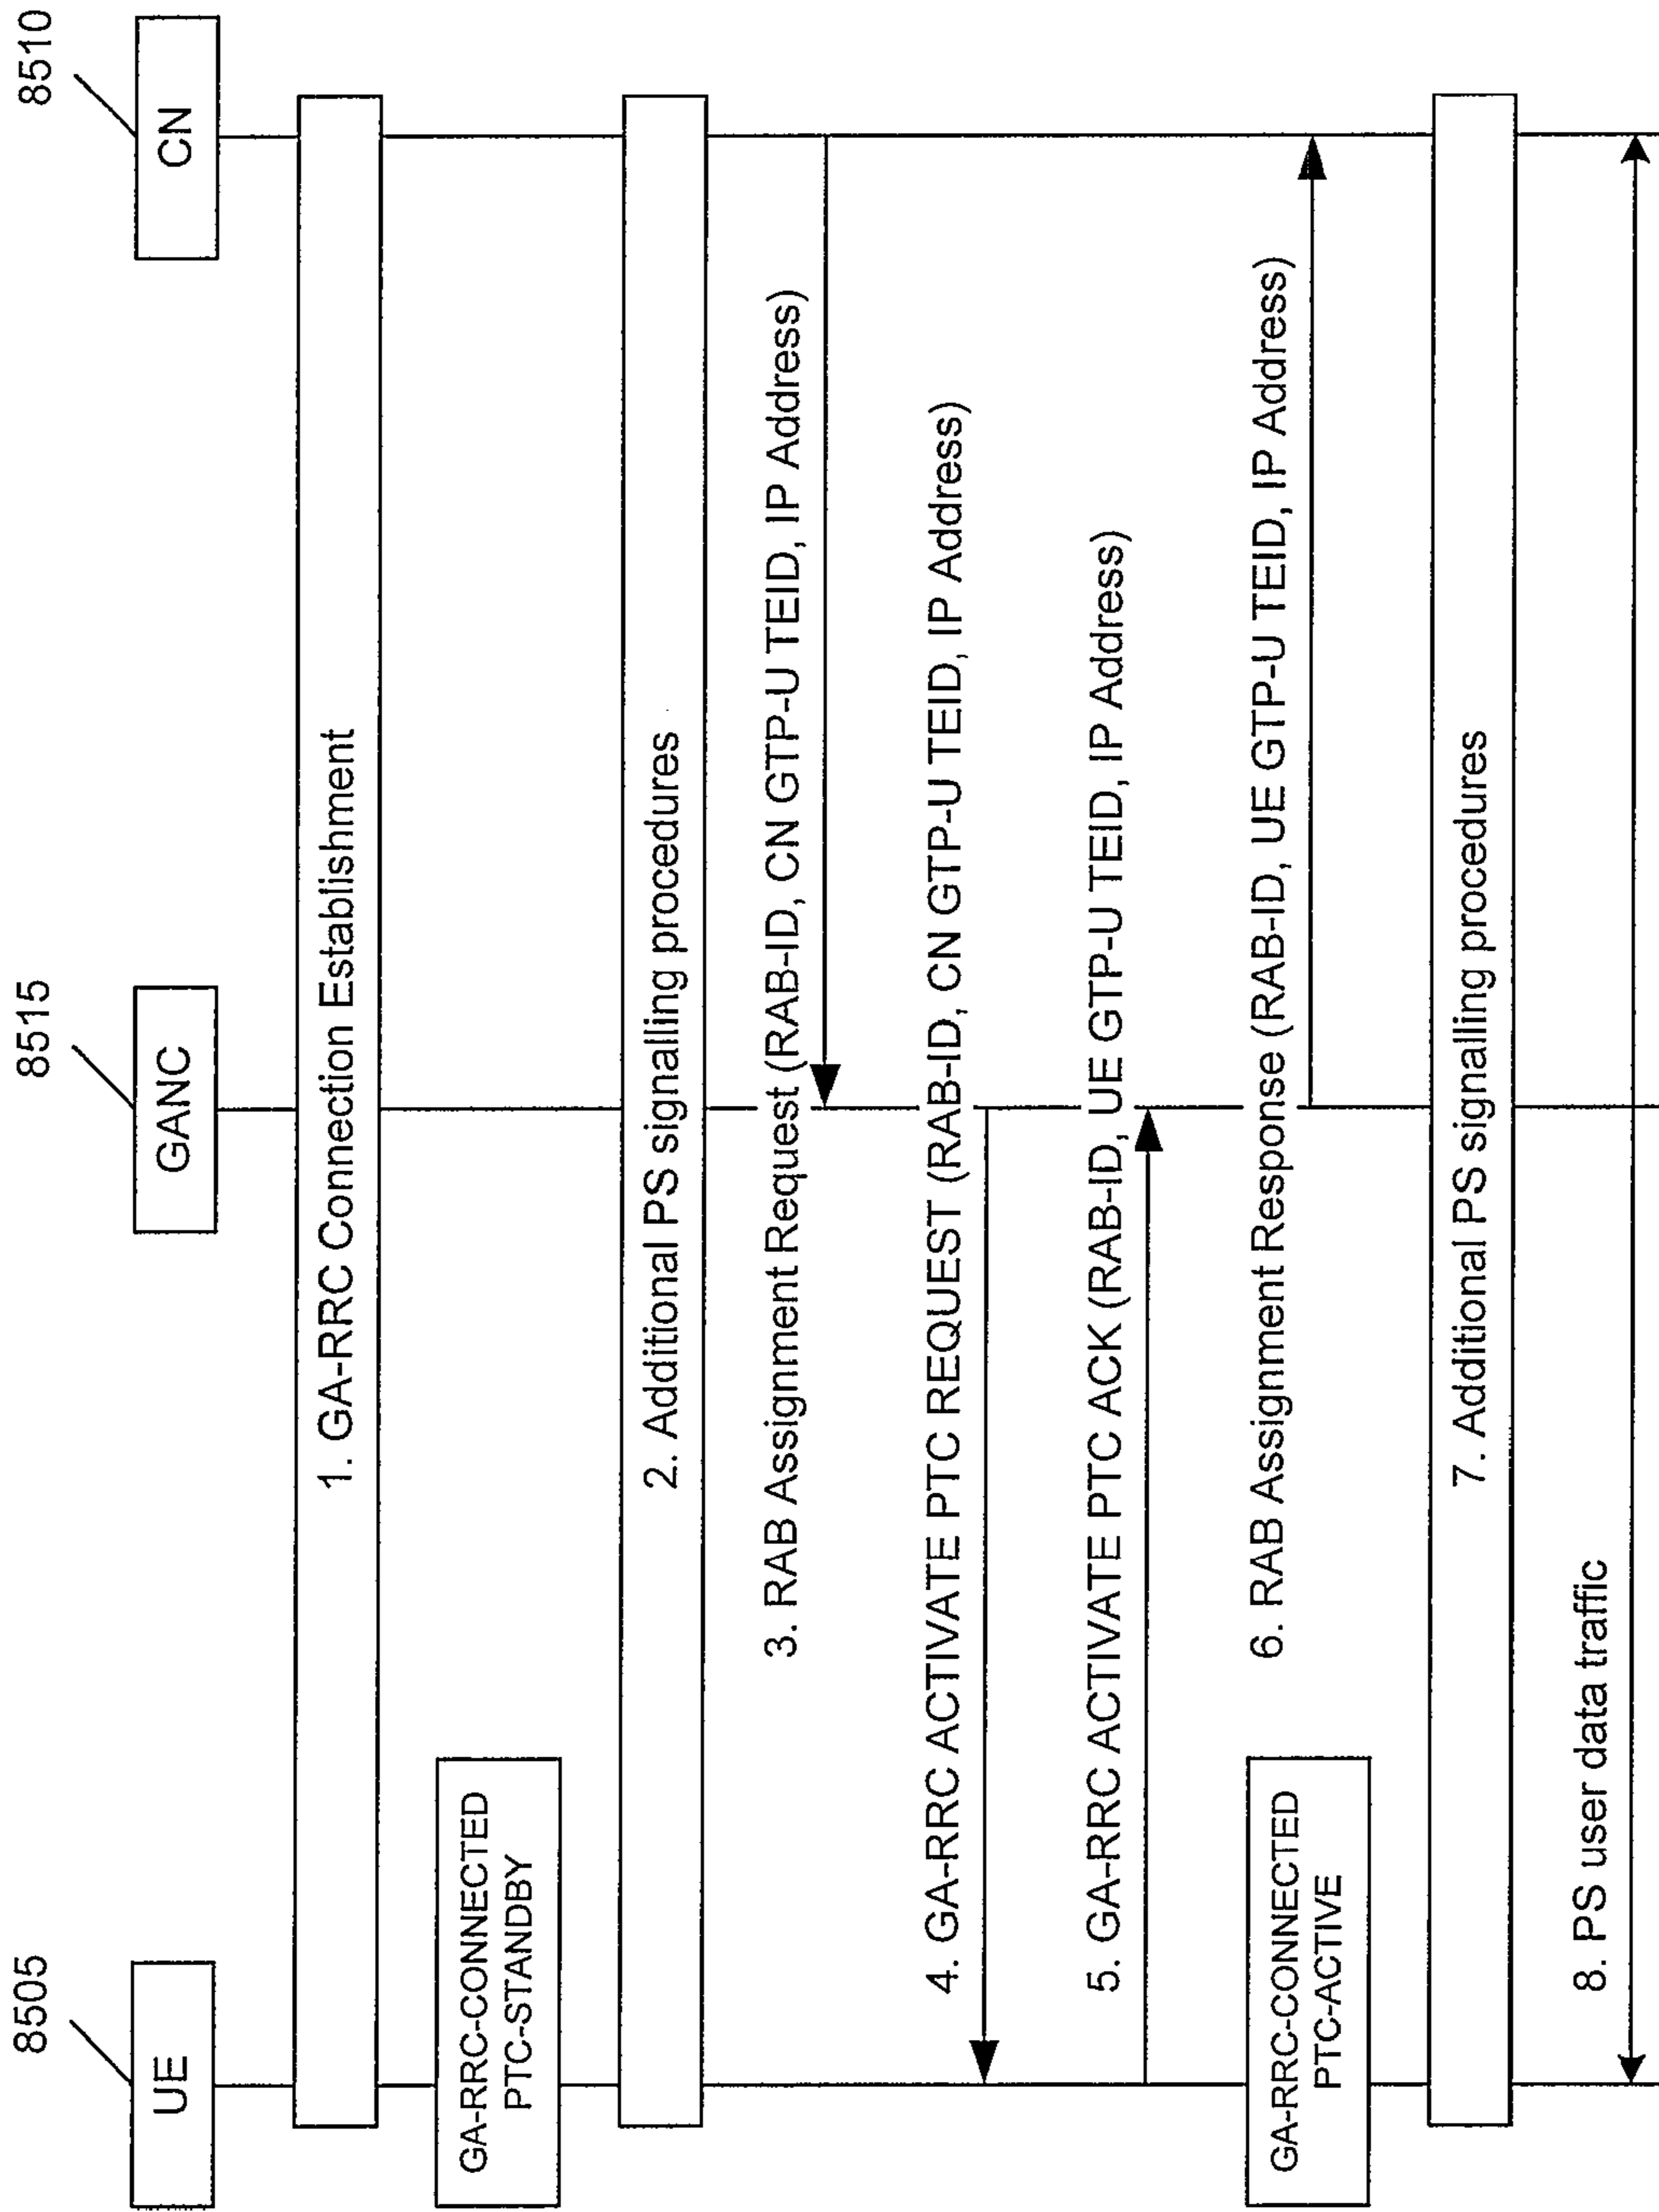 8505
8515
8510
UE
GANC
CN
1. GA-RRC Connection Establishment
GA-RRC-CONNECTED
PTC-STANDBY
2. Additional PS signalling procedures
3. RAB Assignment Request (RAB-ID, CN GTP-U TEID, IP Address)
4. GA-RRC ACTIVATE PTC REQUEST (RAB-ID, CN GTP-U TEID, IP Address)
5. GA-RRC ACTIVATE PTC ACK (RAB-ID, UE GTP-U TEID, IP Address)
6. RAB Assignment Response (RAB-ID, UE GTP-U TEID, IP Address)
GA-RRC-CONNECTED
PTC-ACTIVE
7. Additional PS signalling procedures
8. PS user data traffic